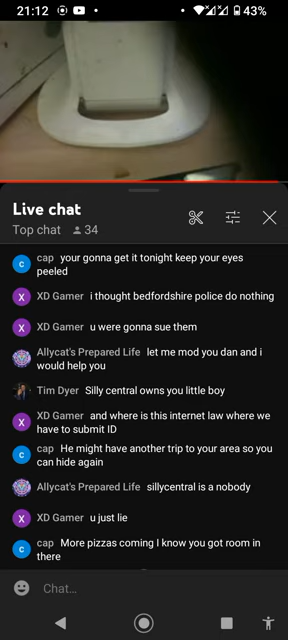 21:12
43%
Live chat
Top chat 34
cap your gonna get it tonight keep your eyes
peeled
XD Gamer i thought bedfordshire police do nothing
XD Gamer u were gonna sue them
Allycat's Prepared Life let me mod you dan and i
would help you
Tim Dyer Silly central owns you little boy
XD Gamer and where is this internet law where we
have to submit ID
cap He might have another trip to your area so you
can hide again
Allycat's Prepared Life sillycentral is a nobody
XD Gamer u just lie
cap More pizzas coming I know you got room in
there
Chat...